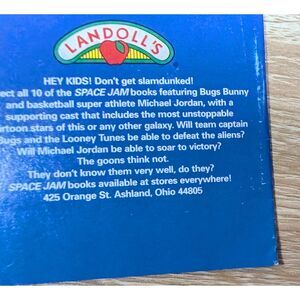 LANDOLL'S
HEY KIDS! Don't get slamdunked!
ect all 10 of the SPACE JAM books featuring Bugs Bunny
and basketball super athlete Michael Jordan, with a
supporting cast that includes the most unstoppable
rtoon stars of this or any other galaxy. Will team captain
Bugs and the Looney Tunes be able to defeat the aliens?
Will Michael Jordan be able to soar to victory?
The goons think not.
They don't know them very well, do they?
SPACE JAM books available at stores everywhere!
425 Orange St. Ashland, Ohio 44805